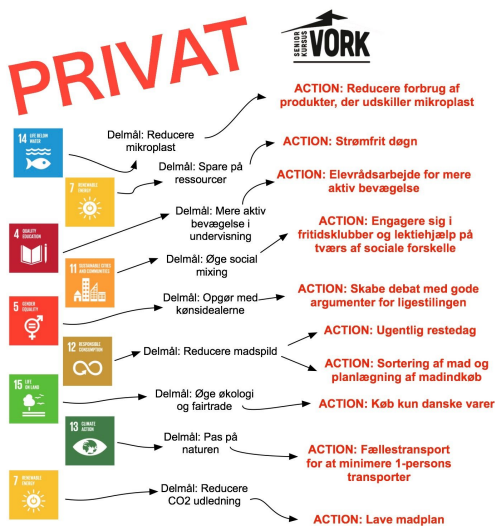 PRIVAT
SENIOR KURSUS VORK
ACTION: Reducere forbrug af
produkter, der udskiller mikroplast
14 LIFE BELOW
WATER
Delmål: Reducere
mikroplast
ACTION: Strømfrit døgn
7 RENEWABLE
ENERGY
Delmål: Spare på
ressourcer
ACTION: Elevrådsarbejde for mere
aktiv bevægelse
4 QUALITY
EDUCATION
Delmål: Mere aktiv
bevægelse i
undervisning
ACTION: Engagere sig i
fritidsklubber og lektiehjælp på
tværs af sociale forskelle
11 SUSTAINABLE CITIES
AND COMMUNITIES
Delmål: Øge social
mixing
5 GENDER
EQUALITY
Delmål: Opgør med
kønsidealerne
ACTION: Skabe debat med gode
argumenter for ligestilingen
12 RESPONSIBLE
CONSUMPTION
Delmål: Reducere madspild
ACTION: Ugentlig restedag
ACTION: Sortering af mad og
planlægning af madindkøb
15 LIFE
ON LAND
Delmål: Øge økologi
og fairtrade
ACTION: Køb kun danske varer
13 CLIMATE
ACTION
Delmål: Pas på
naturen
ACTION: Fællestransport
for at minimere 1-persons
transporter
7 RENEWABLE
ENERGY
Delmål: Reducere
CO2 udledning
ACTION: Lave madplan